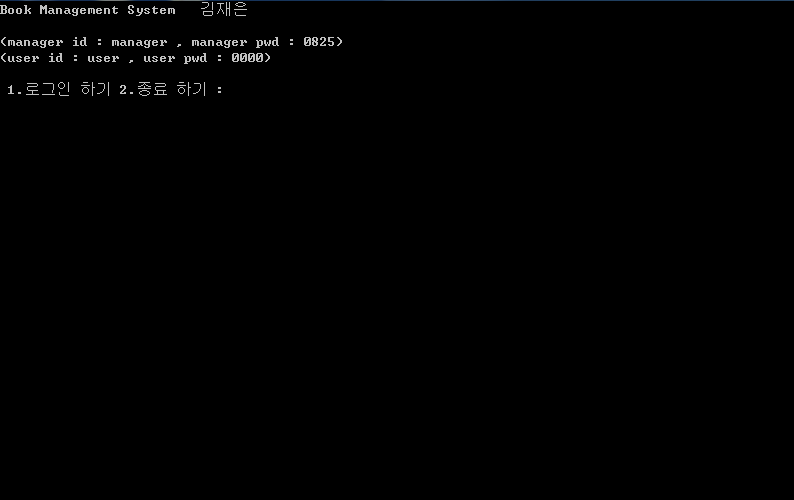 Book Management System 김재은
(manager id : manager , manager pwd : 0825)
(user id : user , user pwd : 0000)
1.로그인 하기 2.종료 하기 :